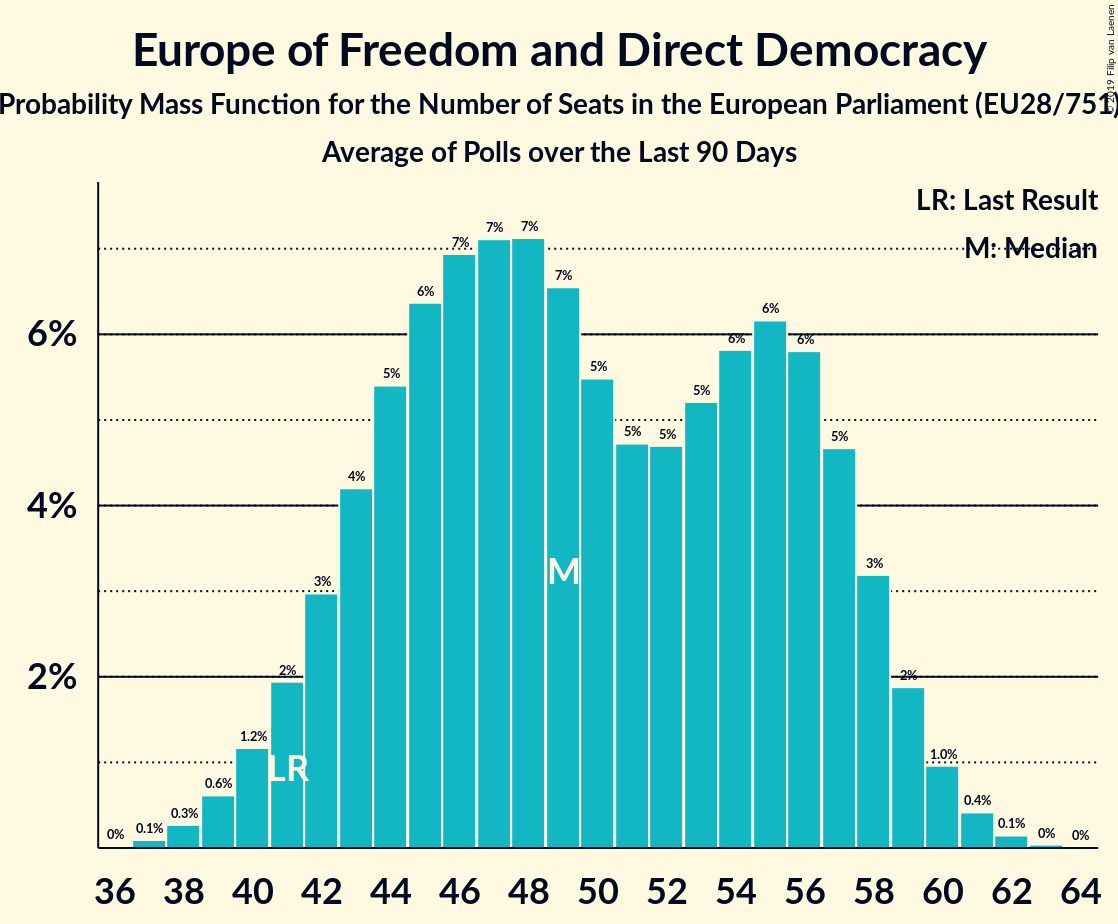 Europe of Freedom and Direct Democracy
Probability Mass Function for the Number of Seats in the European Parliament (EU28/751)
Average of Polls over the Last 90 Days
© 2019 Filip van Laenen
LR: Last Result
M: Median
6%
4%
2%
0% 0.1% 0.3% 0.6% 1.2% 2% 3% 4% 5% 6% 7% 7% 7% 7% 5% 5% 5% 5% 6% 6% 6% 5% 3% 2% 1.0% 0.4% 0.1% 0% 0%
M
LR
36 38 40 42 44 46 48 50 52 54 56 58 60 62 64